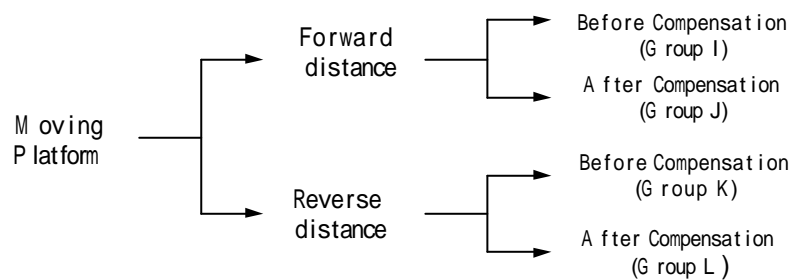 Moving
Platform
Forward
distance
Before Compensation
(Group I)
After Compensation
(Group J)
Reverse
distance
Before Compensation
(Group K)
After Compensation
(Group L)